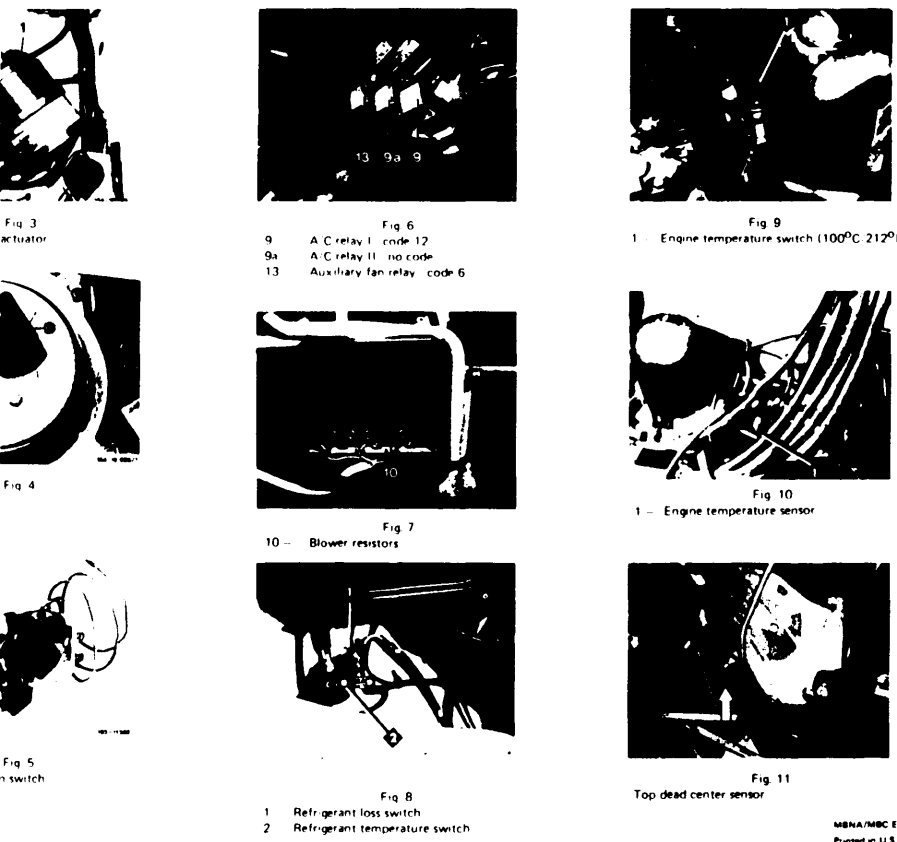 Fig. 3
actuator
Fig. 4
Fig. 5
switch
13 9a 9
Fig. 6
9 A/C relay I code 12
9a A/C relay II no code
13 Auxiliary fan relay code 6
10
Fig. 7
10 – Blower resistors
2
Fig. 8
1 Refrigerant loss switch
2 Refrigerant temperature switch
Fig. 9
1 – Engine temperature switch (100°C 212°
1
Fig. 10
1 – Engine temperature sensor
Fig. 11
Top dead center sensor
MBNA/MBC E
Printed in U.S.